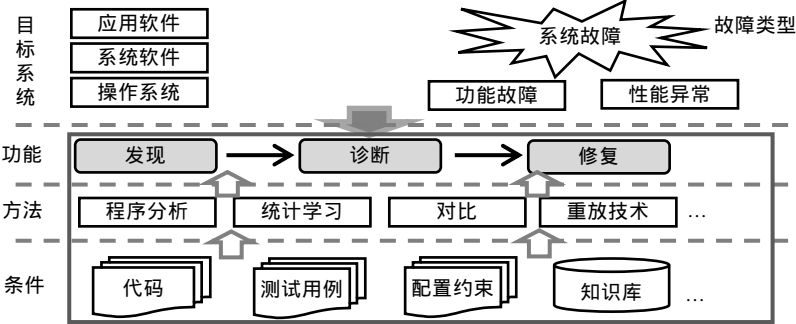 目标系统
应用软件
系统软件
操作系统
系统故障
故障类型
功能故障
性能异常
功能
发现
诊断
修复
方法
程序分析
统计学习
对比
重放技术
…
条件
代码
测试用例
配置约束
知识库
…